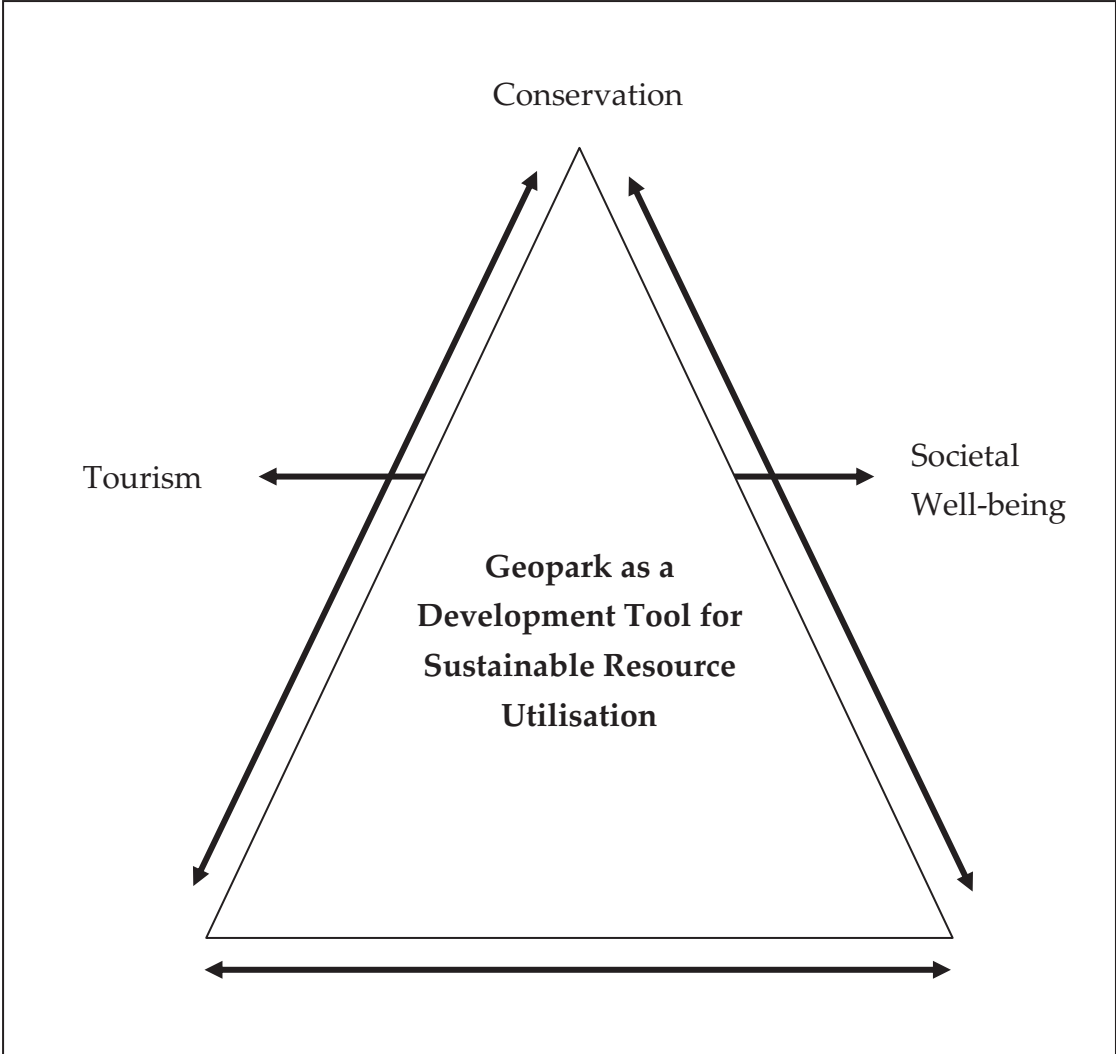 Conservation
Tourism
Societal
Well-being
Geopark as a
Development Tool for
Sustainable Resource
Utilisation